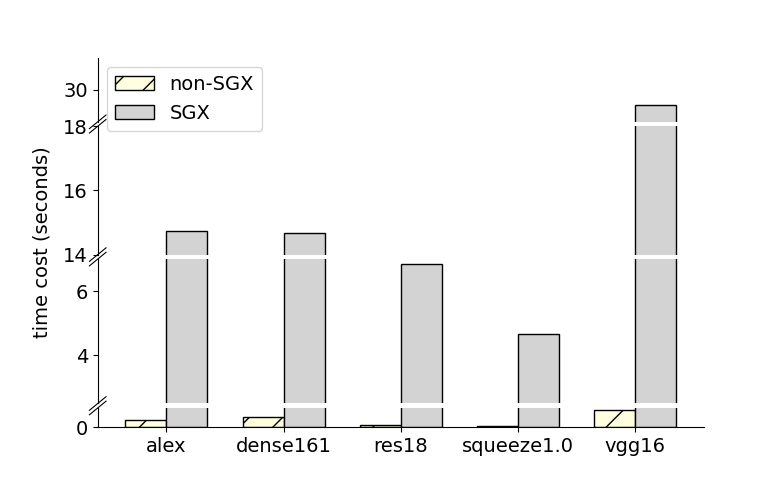 non-SGX
SGX
time cost (seconds)
30
18
16
14
6
4
0
alex
dense161
res18
squeeze1.0
vgg16